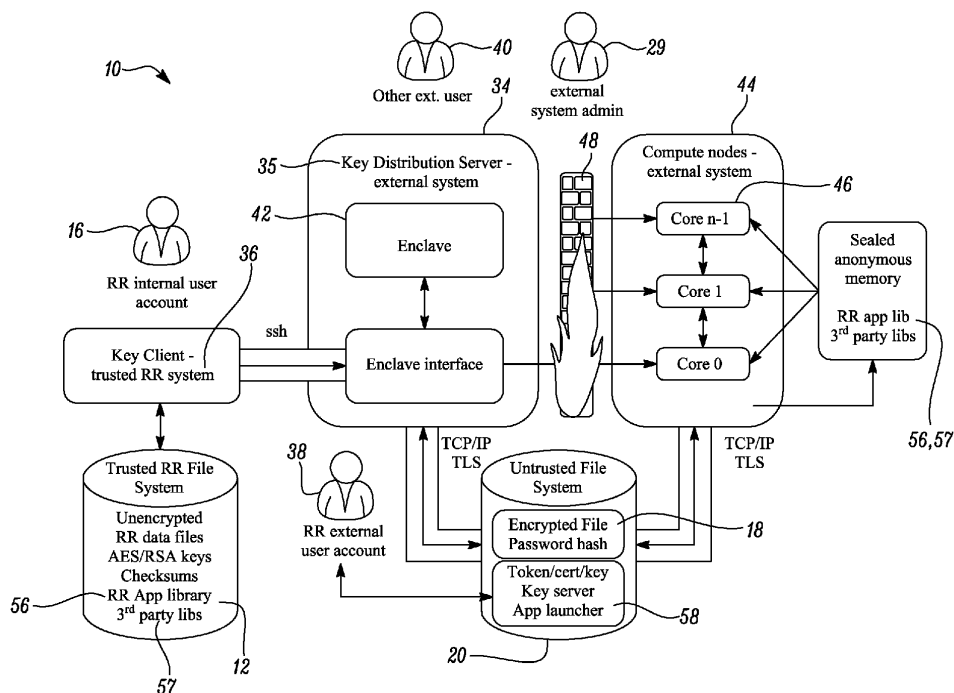 10
40
Other ext. user
29
external
system admin
34
44
35
Key Distribution Server -
external system
48
Compute nodes -
external system
46
42
Enclave
Core n-1
16
RR internal user
account
36
Sealed
anonymous
memory
RR app lib
3rd party libs
Core 1
ssh
Key Client -
trusted RR system
Enclave interface
Core 0
56,57
TCP/IP
TLS
TCP/IP
TLS
38
RR external
user account
Trusted RR File
System
Unencrypted
RR data files
AES/RSA keys
Checksums
RR App library
3rd party libs
56
57
12
Untrusted File
System
Encrypted File
Password hash
18
Token/cert/key
Key server
App launcher
58
20